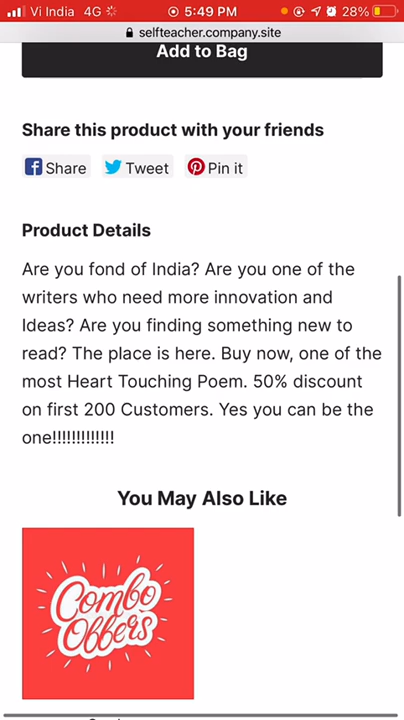 Vi India 4G 5:49 PM 28%
selfteacher.company.site
Add to Bag
Share this product with your friends
Share Tweet Pin it
Product Details
Are you fond of India? Are you one of the
writers who need more innovation and
Ideas? Are you finding something new to
read? The place is here. Buy now, one of the
most Heart Touching Poem. 50% discount
on first 200 Customers. Yes you can be the
one!!!!!!!!!!!!!
You May Also Like
Combo
Offers